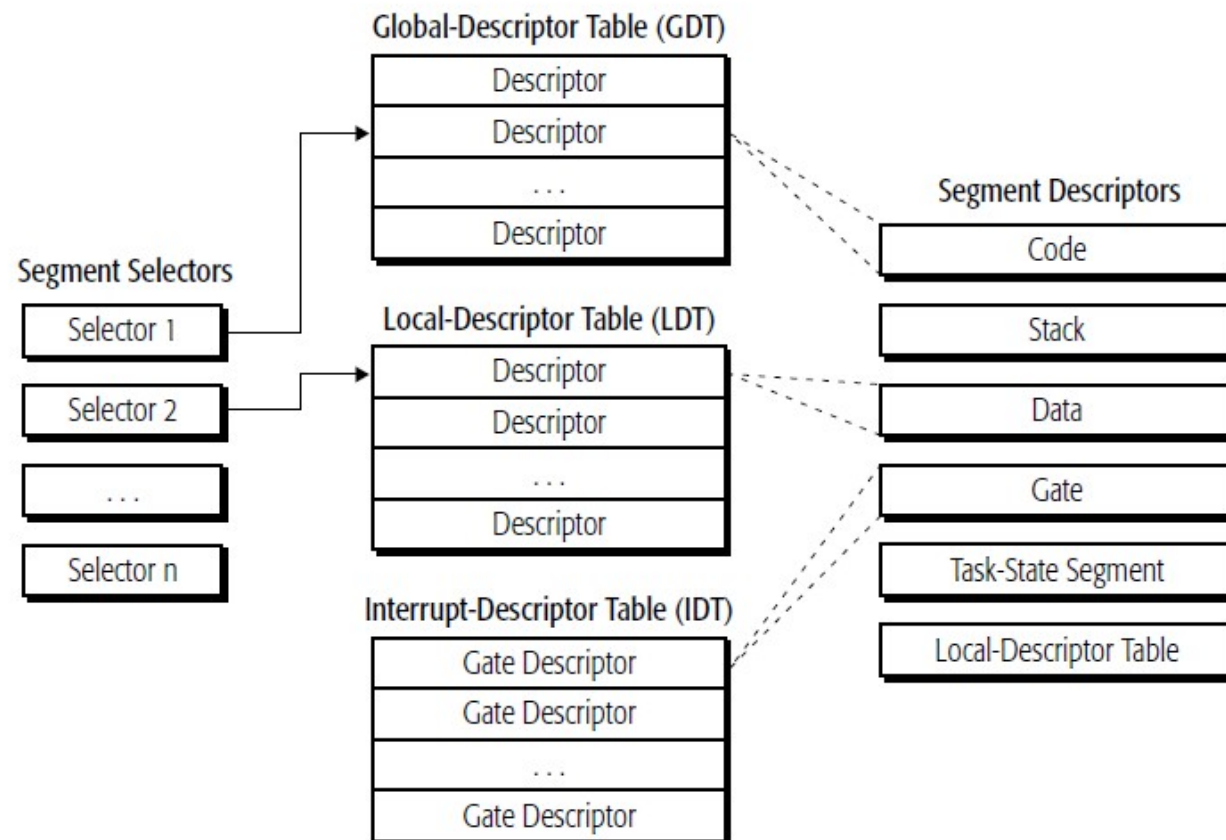 Global-Descriptor Table (GDT)
Descriptor
Descriptor
. . .
Descriptor
Segment Selectors
Selector 1
Selector 2
. . .
Selector n
Local-Descriptor Table (LDT)
Descriptor
Descriptor
. . .
Descriptor
Interrupt-Descriptor Table (IDT)
Gate Descriptor
Gate Descriptor
. . .
Gate Descriptor
Segment Descriptors
Code
Stack
Data
Gate
Task-State Segment
Local-Descriptor Table